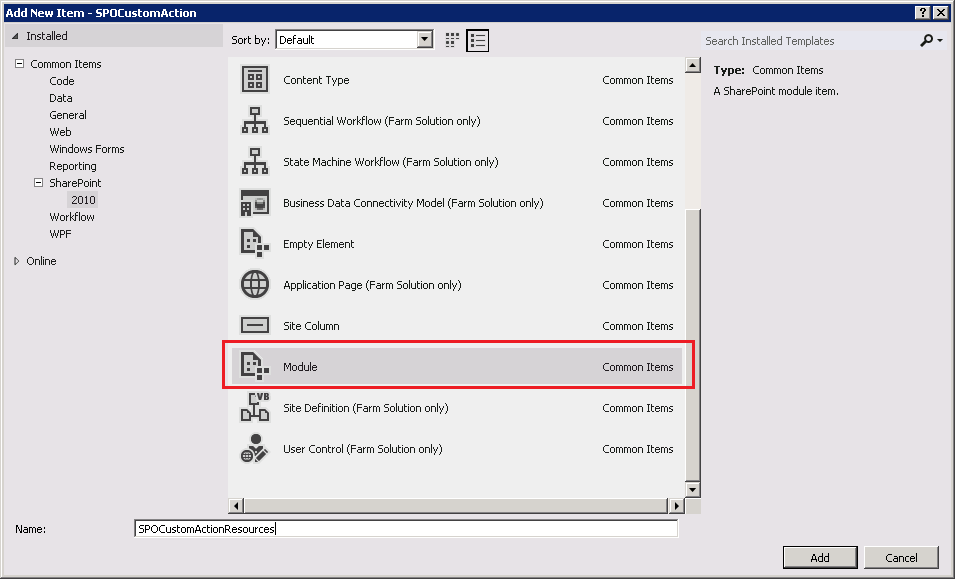 Add New Item - SPOCustomAction
Installed
Sort by: Default
Search Installed Templates
Common Items
Code
Data
General
Web
Windows Forms
Reporting
SharePoint
2010
Workflow
WPF
Online
Content Type Common Items
Sequential Workflow (Farm Solution only) Common Items
State Machine Workflow (Farm Solution only) Common Items
Business Data Connectivity Model (Farm Solution only) Common Items
Empty Element Common Items
Application Page (Farm Solution only) Common Items
Site Column Common Items
Module Common Items
VB
Site Definition (Farm Solution only) Common Items
User Control (Farm Solution only) Common Items
Type: Common Items
A SharePoint module item.
Name: SPOCustomActionResources
Add Cancel